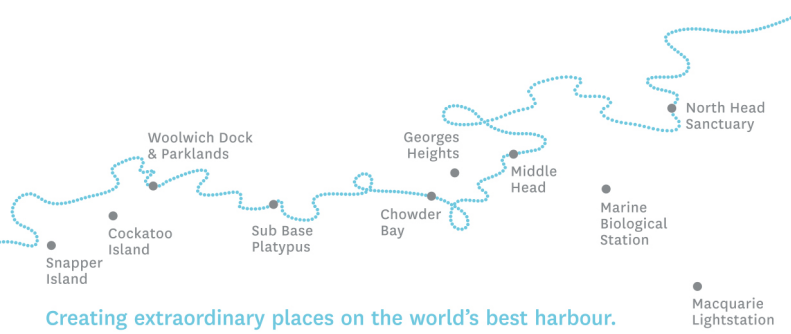 North Head
Sanctuary
Woolwich Dock
& Parklands
Georges
Heights
Middle
Head
Marine
Biological
Station
Chowder
Bay
Sub Base
Platypus
Cockatoo
Island
Snapper
Island
Macquarie
Lightstation
Creating extraordinary places on the world's best harbour.